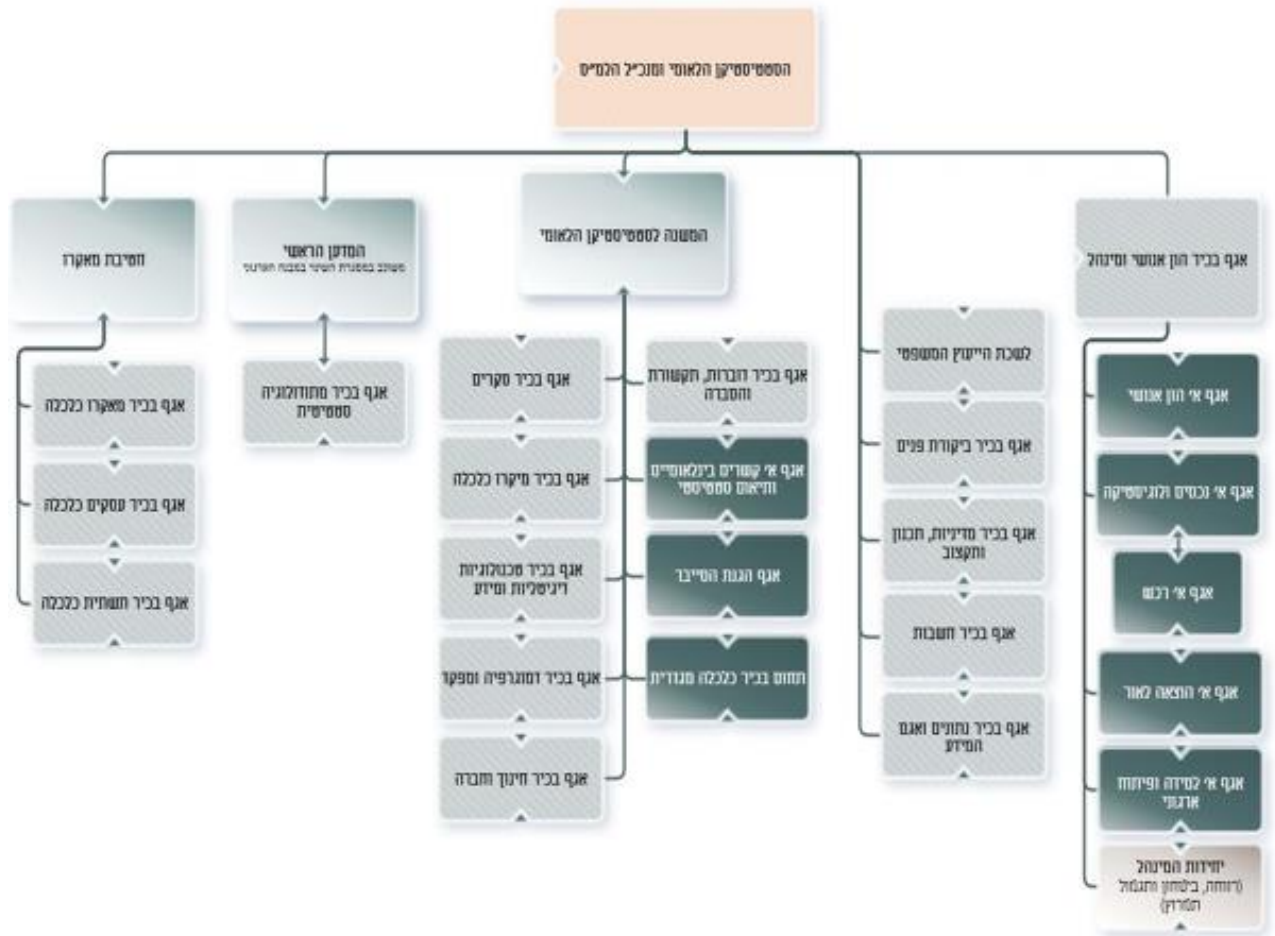 הסטטיסטיקן הלאומי ומנכ״ל הלמ״ס
אגף בכיר הון אנושי ומינהל
המשנה לסטטיסטיקן הלאומי
המדען הראשי
משולב במסגרת השינוי במבנה הארגוני
חטיבת מאקרו
אגף א׳ הון אנושי
אגף א׳ נכסים ולוגיסטיקה
אגף א׳ רכש
אגף א׳ הוצאה לאור
אגף א׳ למידה ופיתוח
ארגוני
יחידות המינהל
(רווחה, ביטחון ותגמול
תמרוץ)
לשכת הייעוץ המשפטי
אגף בכיר ביקורת פנים
אגף בכיר מדיניות, תכנון
ותקצוב
אגף בכיר חשבות
אגף בכיר נתונים ואגם
המידע
אגף בכיר דוברות, תקשורת
והסברה
אגף א׳ קשרים בינלאומיים
ותיאום סטטיסטי
אגף הגנת הסייבר
תחום בכיר כלכלה מגדרית
אגף בכיר סקרים
אגף בכיר מיקרו כלכלה
אגף בכיר טכנולוגיות
דיגיטליות ומידע
אגף בכיר דמוגרפיה ומפקד
אגף בכיר חינוך וחברה
אגף בכיר מתודולוגיה
סטטיסטית
אגף בכיר מאקרו כלכלה
אגף בכיר עסקים כלכלה
אגף בכיר תשתית כלכלה